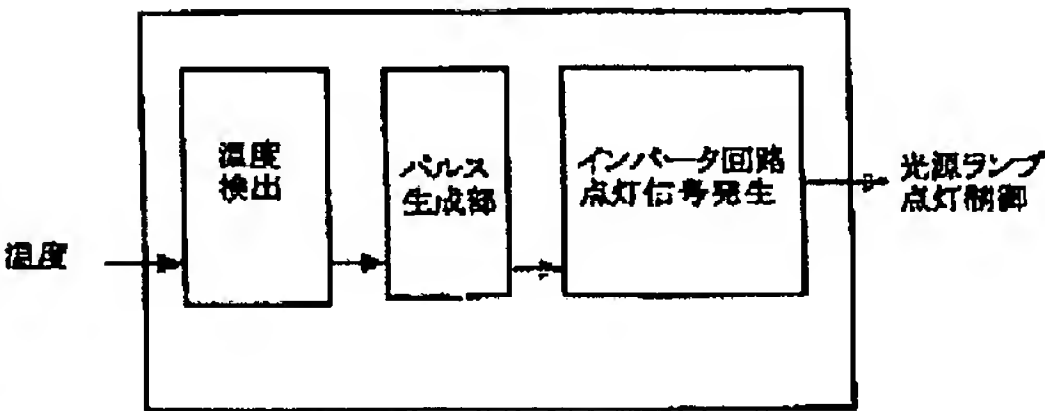 温度
温度
検出
パルス
生成部
インバータ回路
点灯信号発生
光源ランプ
点灯制御